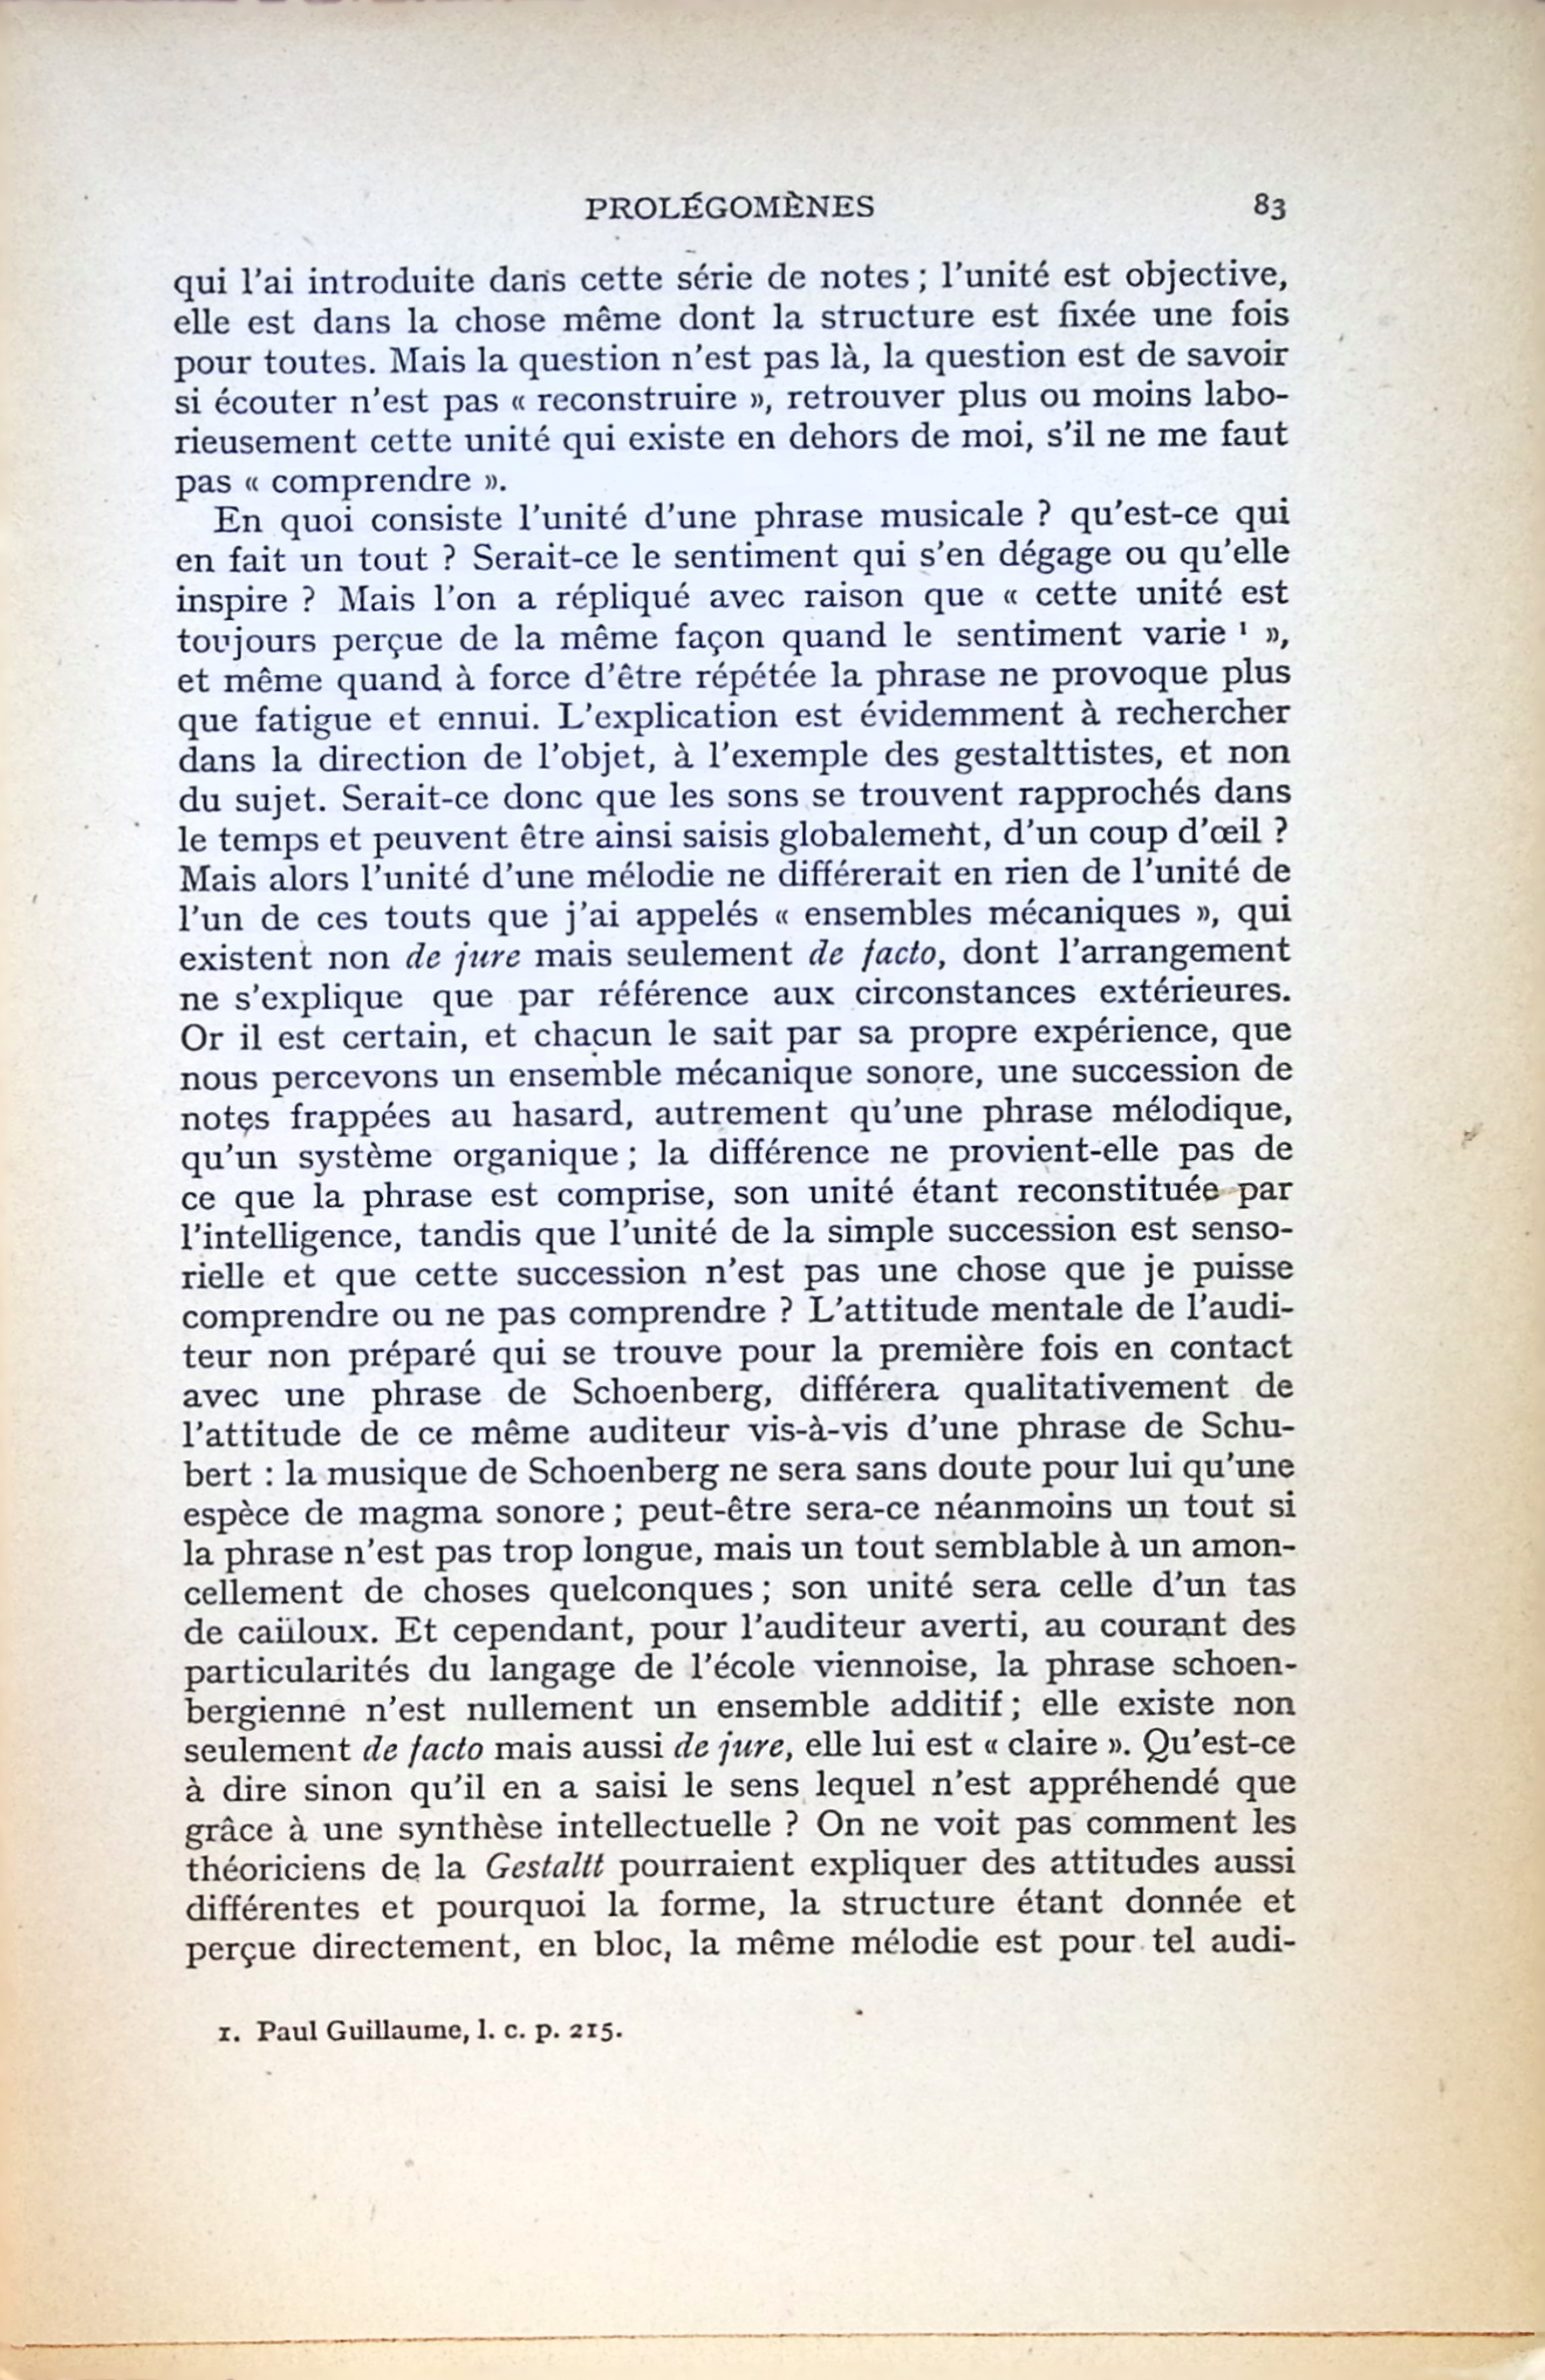 PROLÉGOMÈNES 83
qui l'ai introduite dans cette série de notes ; l'unité est objective,
elle est dans la chose même dont la structure est fixée une fois
pour toutes. Mais la question n'est pas là, la question est de savoir
si écouter n'est pas « reconstruire », retrouver plus ou moins labo-
rieusement cette unité qui existe en dehors de moi, s'il ne me faut
pas « comprendre ».
En quoi consiste l'unité d'une phrase musicale ? qu'est-ce qui
en fait un tout ? Serait-ce le sentiment qui s'en dégage ou qu'elle
inspire ? Mais l'on a répliqué avec raison que « cette unité est
toujours perçue de la même façon quand le sentiment varie ¹ »,
et même quand à force d'être répétée la phrase ne provoque plus
que fatigue et ennui. L'explication est évidemment à rechercher
dans la direction de l'objet, à l'exemple des gestalttistes, et non
du sujet. Serait-ce donc que les sons se trouvent rapprochés dans
le temps et peuvent être ainsi saisis globalement, d'un coup d'œil ?
Mais alors l'unité d'une mélodie ne différerait en rien de l'unité de
l'un de ces touts que j'ai appelés « ensembles mécaniques », qui
existent non de jure mais seulement de facto, dont l'arrangement
ne s'explique que par référence aux circonstances extérieures.
Or il est certain, et chacun le sait par sa propre expérience, que
nous percevons un ensemble mécanique sonore, une succession de
notes frappées au hasard, autrement qu'une phrase mélodique,
qu'un système organique ; la différence ne provient-elle pas de
ce que la phrase est comprise, son unité étant reconstituée par
l'intelligence, tandis que l'unité de la simple succession est senso-
rielle et que cette succession n'est pas une chose que je puisse
comprendre ou ne pas comprendre ? L'attitude mentale de l'audi-
teur non préparé qui se trouve pour la première fois en contact
avec une phrase de Schoenberg, différera qualitativement de
l'attitude de ce même auditeur vis-à-vis d'une phrase de Schu-
bert : la musique de Schoenberg ne sera sans doute pour lui qu'une
espèce de magma sonore ; peut-être sera-ce néanmoins un tout si
la phrase n'est pas trop longue, mais un tout semblable à un amon-
cellement de choses quelconques ; son unité sera celle d'un tas
de cailloux. Et cependant, pour l'auditeur averti, au courant des
particularités du langage de l'école viennoise, la phrase schoen-
bergienne n'est nullement un ensemble additif ; elle existe non
seulement de facto mais aussi de jure, elle lui est « claire ». Qu'est-ce
à dire sinon qu'il en a saisi le sens lequel n'est appréhendé que
grâce à une synthèse intellectuelle ? On ne voit pas comment les
théoriciens de la Gestaltt pourraient expliquer des attitudes aussi
différentes et pourquoi la forme, la structure étant donnée et
perçue directement, en bloc, la même mélodie est pour tel audi-
1. Paul Guillaume, l. c. p. 215.